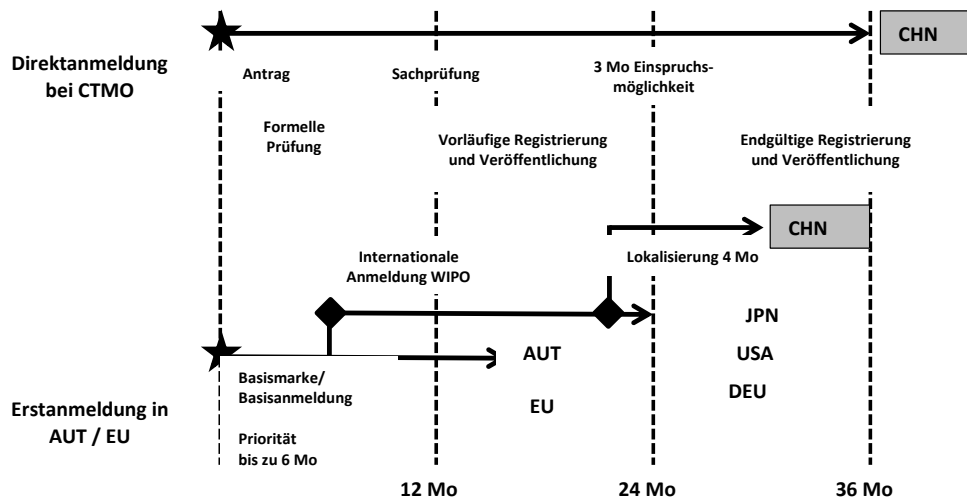 CHN
Direktanmeldung
bei CTMO
Antrag
Sachprüfung
3 Mo Einspruchs-
möglichkeit
Formelle
Prüfung
Vorläufige Registrierung
und Veröffentlichung
Endgültige Registrierung
und Veröffentlichung
CHN
Internationale
Anmeldung WIPO
Lokalisierung 4 Mo
JPN
AUT
USA
Basismarke/
Basisanmeldung
EU
DEU
Erstanmeldung in
AUT / EU
Priorität
bis zu 6 Mo
12 Mo
24 Mo
36 Mo